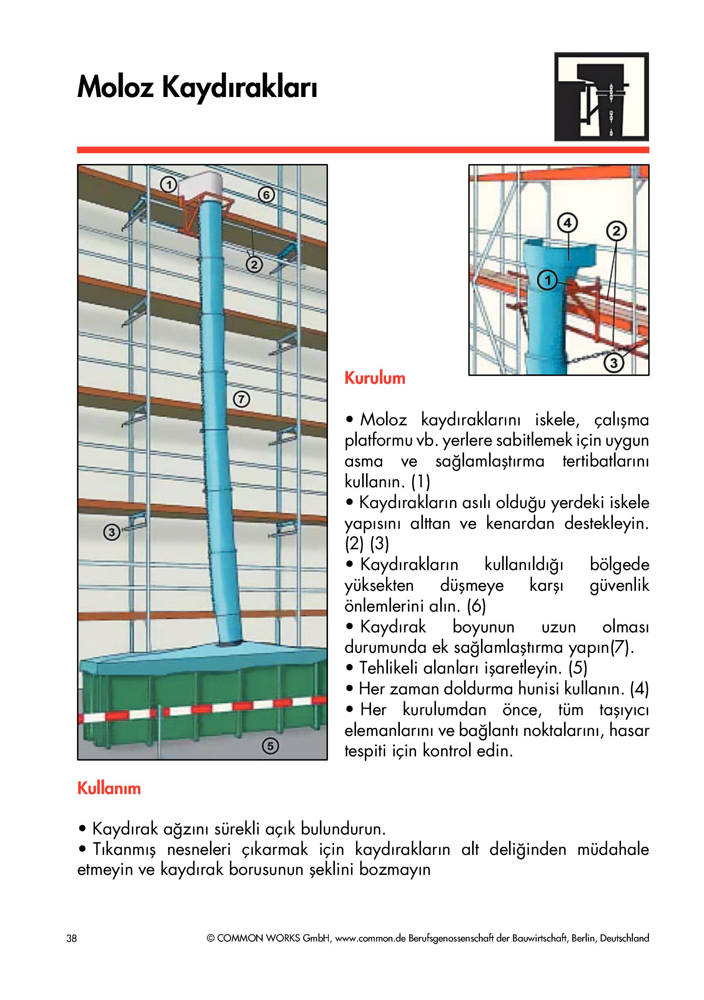 Moloz Kaydırakları
1
6
2
7
3
5
4
2
1
3
Kurulum
• Moloz kaydıraklarını iskele, çalışma
platformu vb. yerlere sabitlemek için uygun
asma ve sağlamlaştırma tertibatlarını
kullanın. (1)
• Kaydırakların asılı olduğu yerdeki iskele
yapısını alttan ve kenardan destekleyin.
(2) (3)
• Kaydırakların kullanıldığı bölgede
yüksekten düşmeye karşı güvenlik
önlemlerini alın. (6)
• Kaydırak boyunun uzun olması
durumunda ek sağlamlaştırma yapın(7).
• Tehlikeli alanları işaretleyin. (5)
• Her zaman doldurma hunisi kullanın. (4)
• Her kurulumdan önce, tüm taşıyıcı
elemanlarını ve bağlantı noktalarını, hasar
tespiti için kontrol edin.
Kullanım
• Kaydırak ağzını sürekli açık bulundurun.
• Tıkanmış nesneleri çıkarmak için kaydırakların alt deliğinden müdahale
etmeyin ve kaydırak borusunun şeklini bozmayın
38
© COMMON WORKS GmbH, www.common.de Berufsgenossenschaft der Bauwirtschaft, Berlin, Deutschland